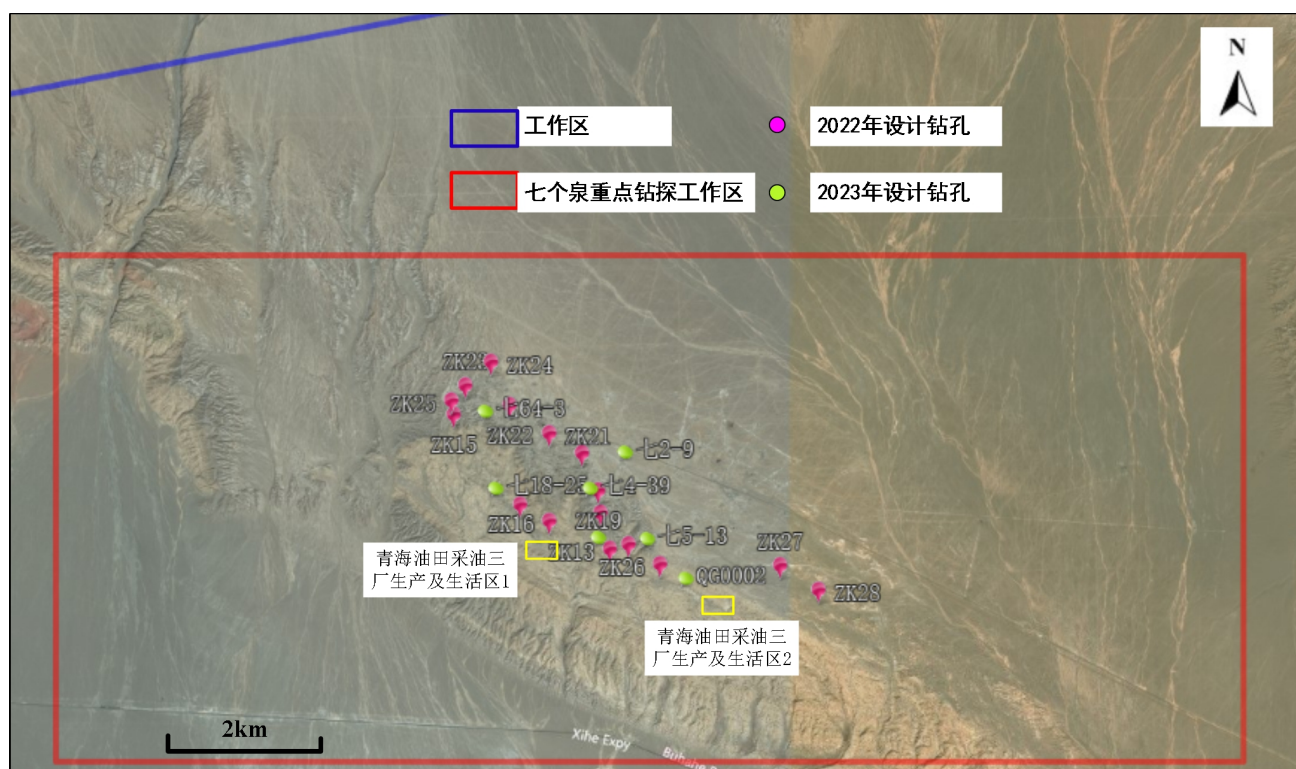 N
工作区
2022年设计钻孔
七个泉重点钻探工作区
2023年设计钻孔
ZK24
ZK25
七64-3
ZK15
ZK22
ZK21
七2-9
七18-25
七4-39
ZK16
ZK19
ZK13
七5-13
ZK26
ZK27
QG0002
ZK28
青海油田采油三
厂生产及生活区1
青海油田采油三
厂生产及生活区2
2km
Xihe Expy